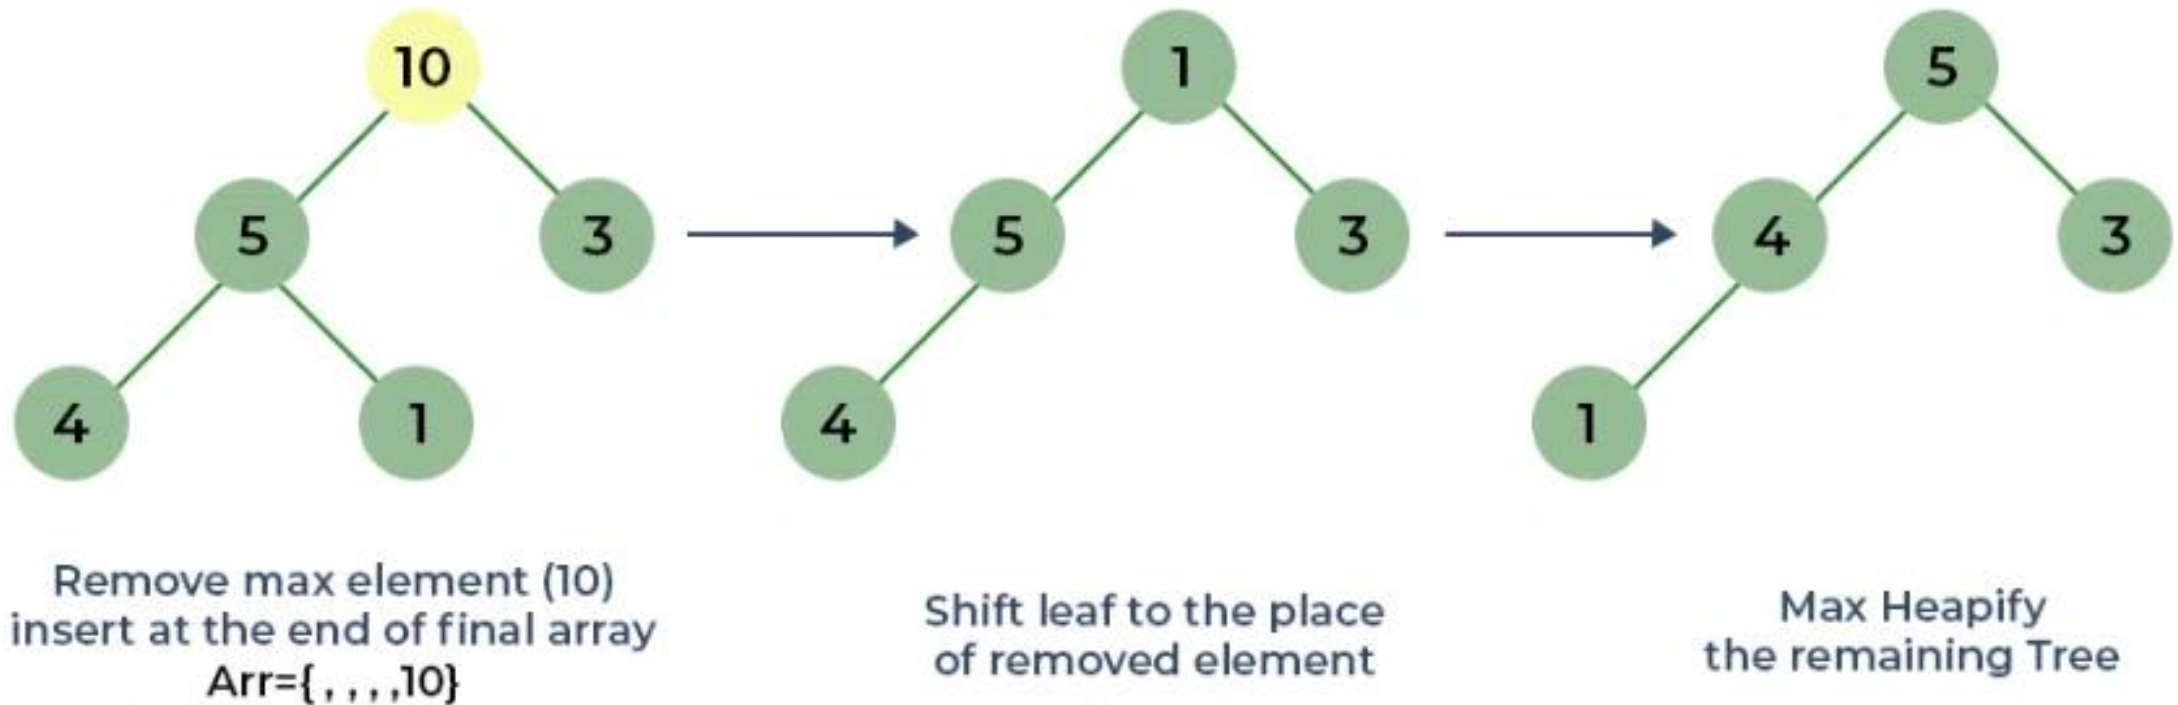 10
1
5
5
3
5
3
4
3
4
1
4
1
Remove max element (10)
insert at the end of final array
Arr={ , , , ,10}
Shift leaf to the place
of removed element
Max Heapify
the remaining Tree